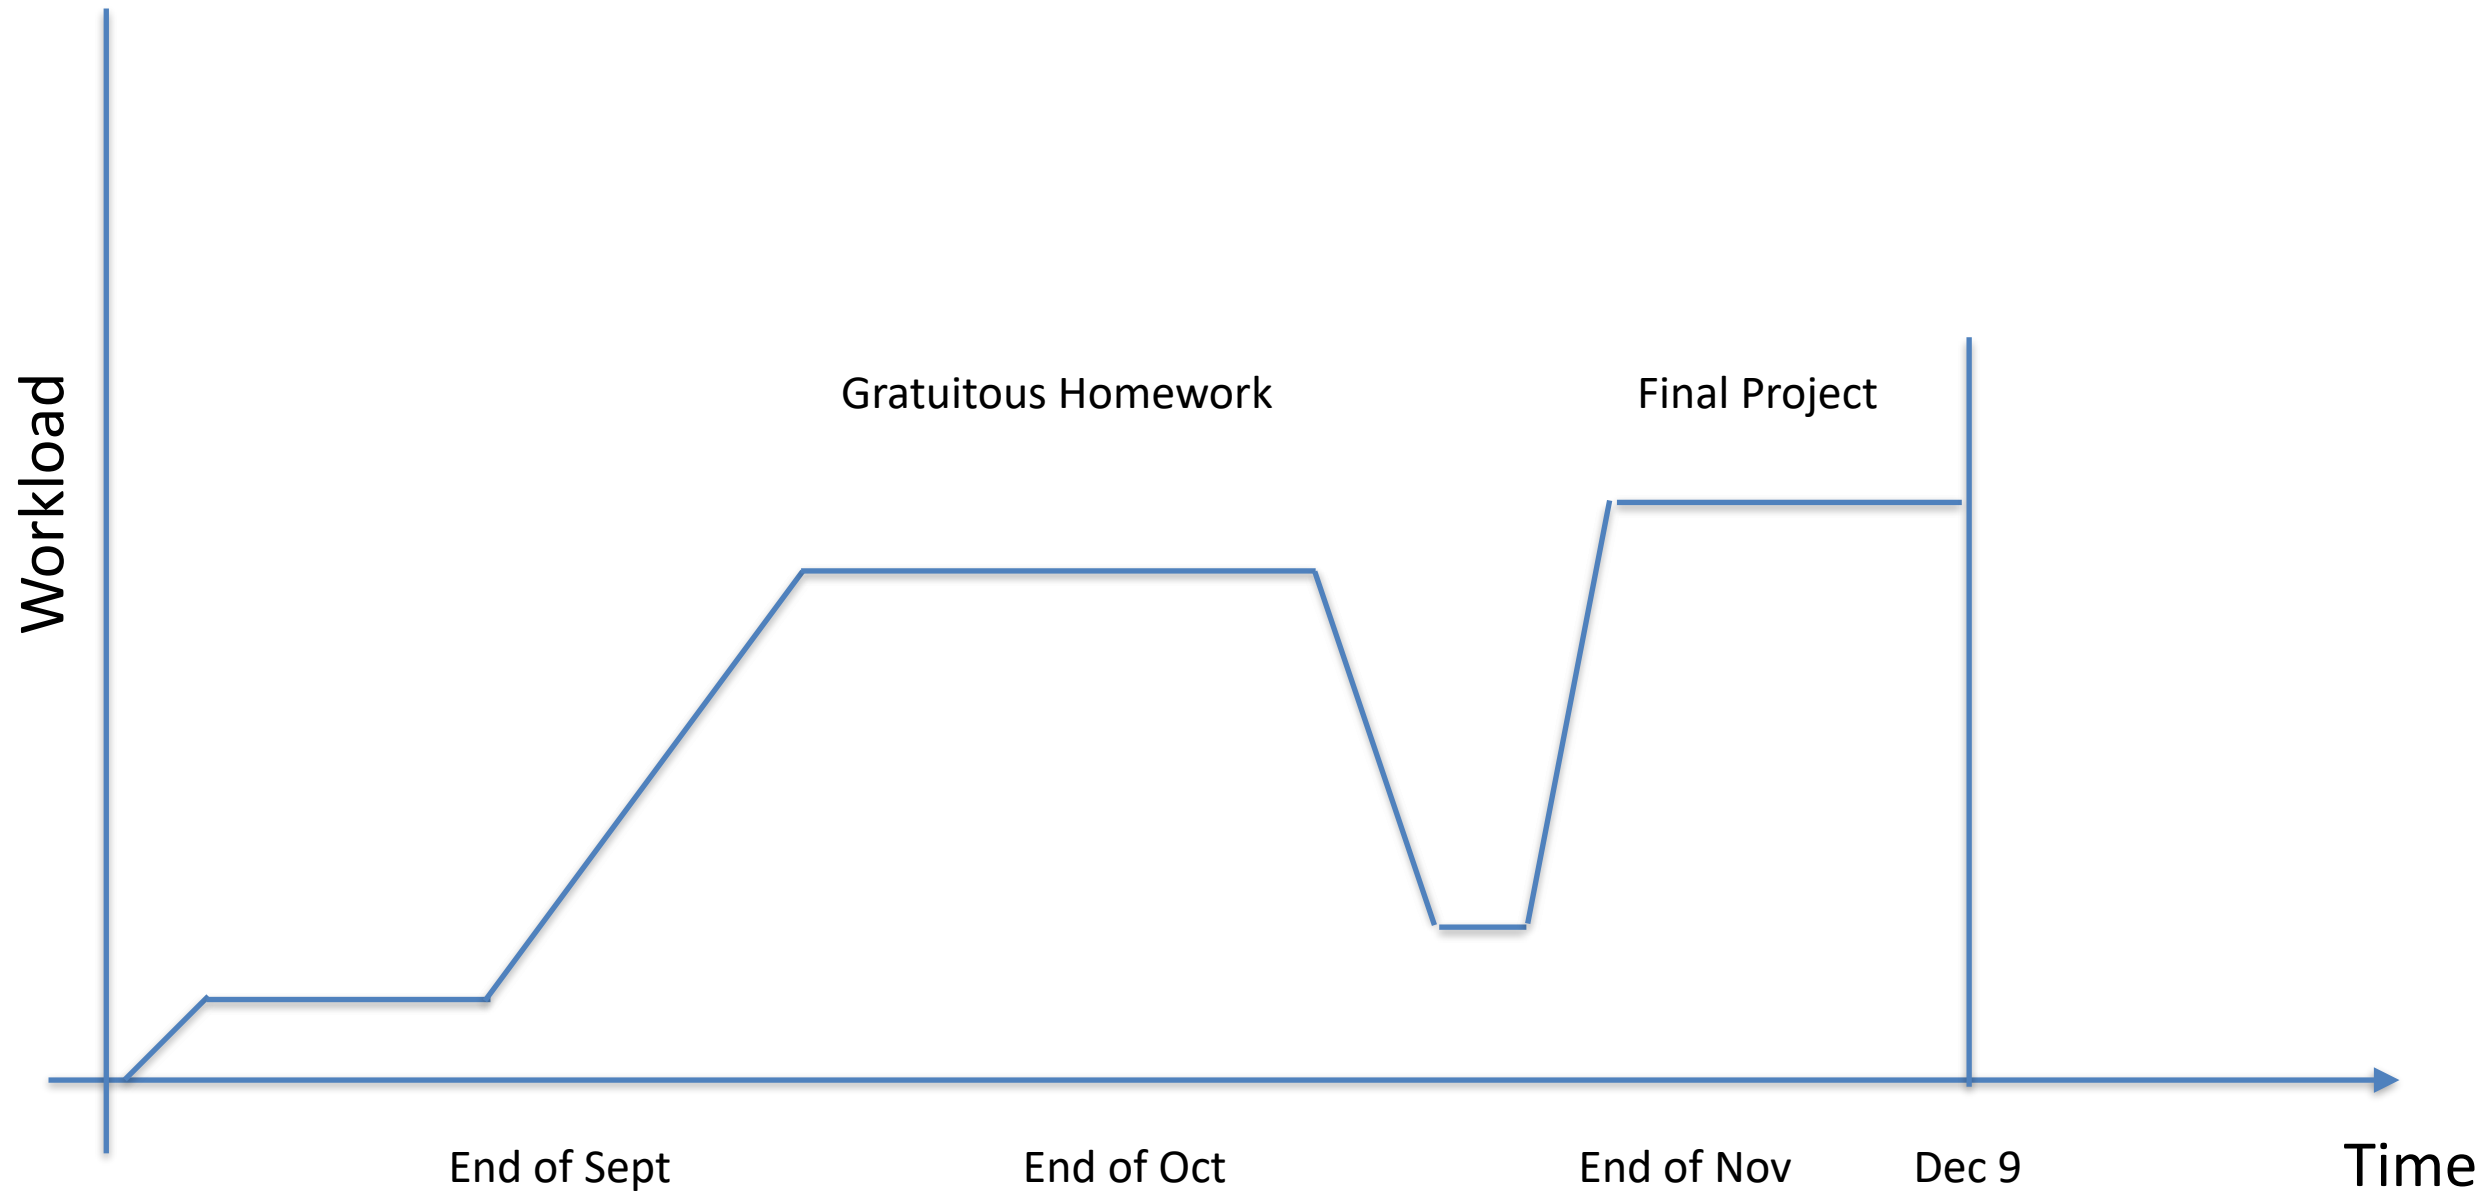 Workload
Gratuitous Homework
Final Project
End of Sept
End of Oct
End of Nov
Dec 9
Time